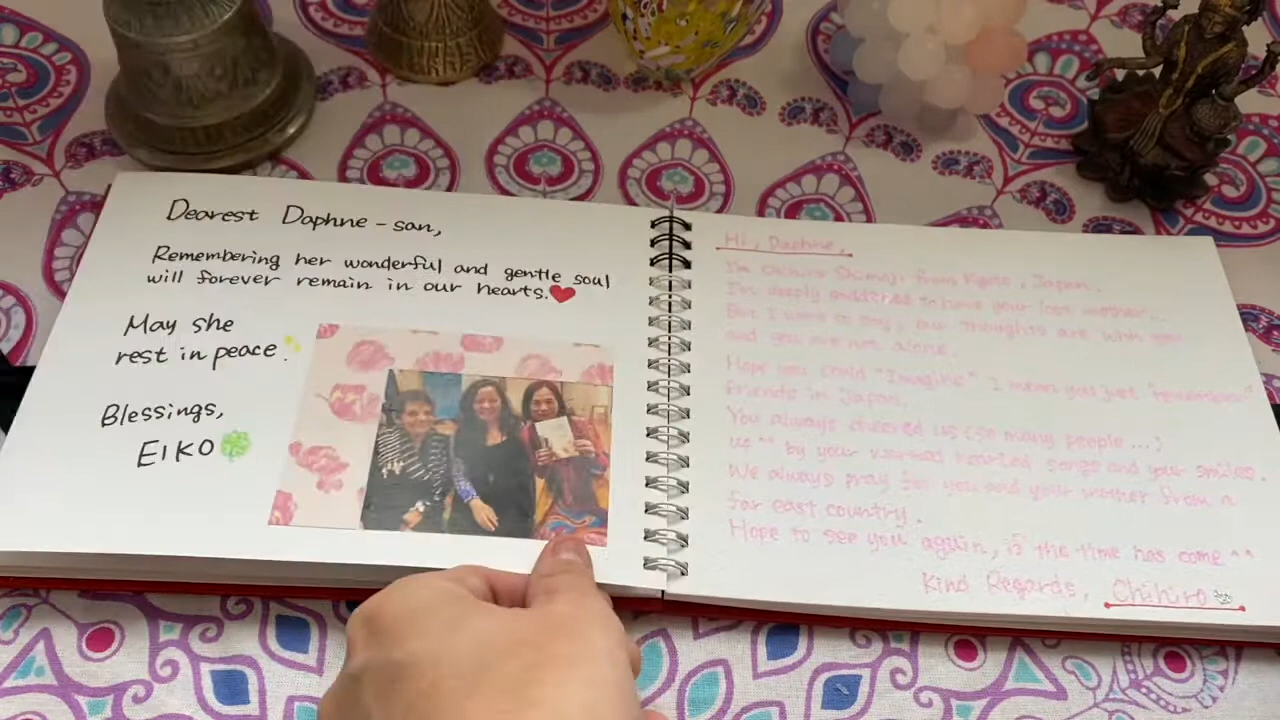 Dearest Daphne-san,
Remembering her wonderful and gentle soul
will forever remain in our hearts.
May she
rest in peace.
Blessings,
EIKO
Hi, Daphne,
I'm Chihiro from Kyoto, Japan.
I'm deeply saddened to have your lost mother...
But I want to say, our thoughts are with you
and you are not alone.
Hope you could "Imagine" I mean you just "remember"
friends in Japan.
You always cheered us (so many people...)
us ^^ by your warmed hearted songs and your smiles.
We always pray for you and your mother from a
far east country.
Hope to see you again, if the time has come ^^
Kind Regards, Chihiro